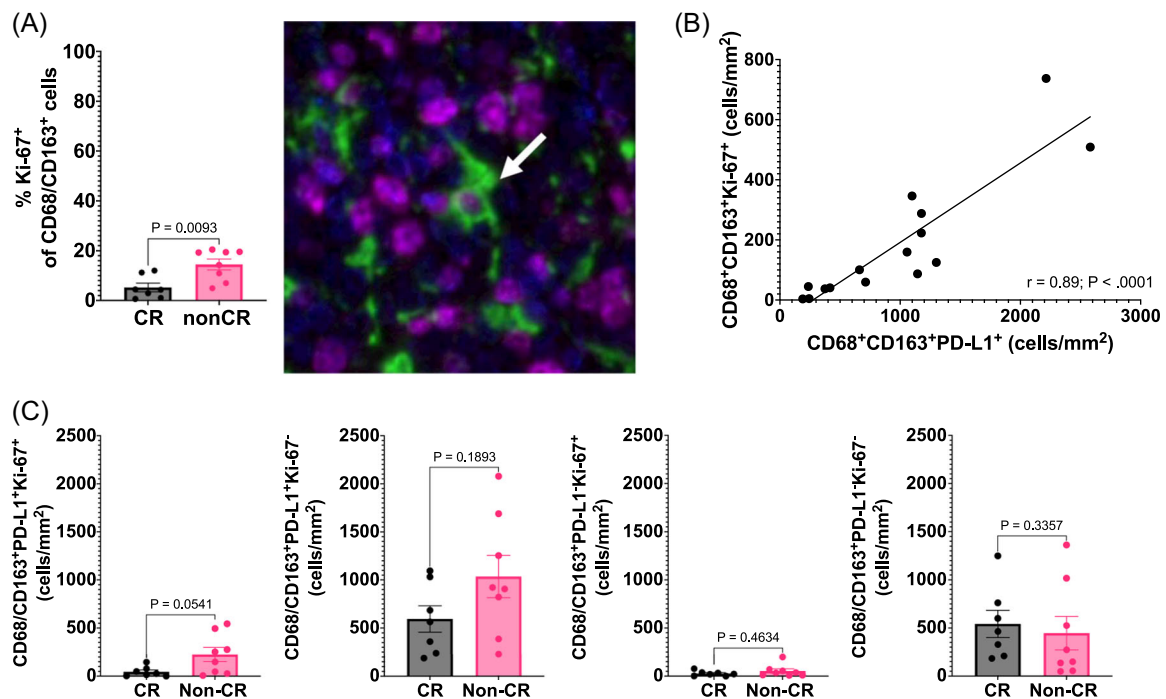 (A)
% Ki-67⁺
of CD68/CD163⁺ cells
100
80
60
40
20
0
P = 0.0093
CR
nonCR
(B)
CD68⁺CD163⁺Ki-67⁺ (cells/mm²)
800
600
400
200
0
r = 0.89; P < .0001
0
1000
2000
3000
CD68⁺CD163⁺PD-L1⁺ (cells/mm²)
(C)
CD68/CD163⁺PD-L1⁺Ki-67⁺
(cells/mm²)
2500
2000
1500
1000
500
0
P = 0.0541
CR
Non-CR
CD68/CD163⁺PD-L1⁺Ki-67⁻
(cells/mm²)
2500
2000
1500
1000
500
0
P = 0.1893
CR
Non-CR
CD68/CD163⁺PD-L1⁻Ki-67⁺
(cells/mm²)
2500
2000
1500
1000
500
0
P = 0.4634
CR
Non-CR
CD68/CD163⁺PD-L1⁻Ki-67⁻
(cells/mm²)
2500
2000
1500
1000
500
0
P = 0.3357
CR
Non-CR